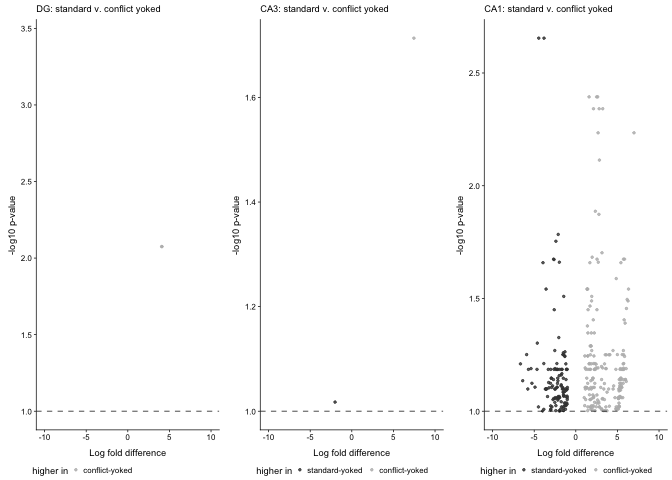 DG: standard v. conflict yoked
3.5
3.0
2.5
2.0
1.5
1.0
-log10 p-value
-10 -5 0 5 10
Log fold difference
higher in conflict-yoked
CA3: standard v. conflict yoked
1.6
1.4
1.2
1.0
-log10 p-value
-10 -5 0 5 10
Log fold difference
higher in standard-yoked conflict-yoked
CA1: standard v. conflict yoked
2.5
2.0
1.5
1.0
-log10 p-value
-10 -5 0 5 10
Log fold difference
higher in standard-yoked conflict-yoked